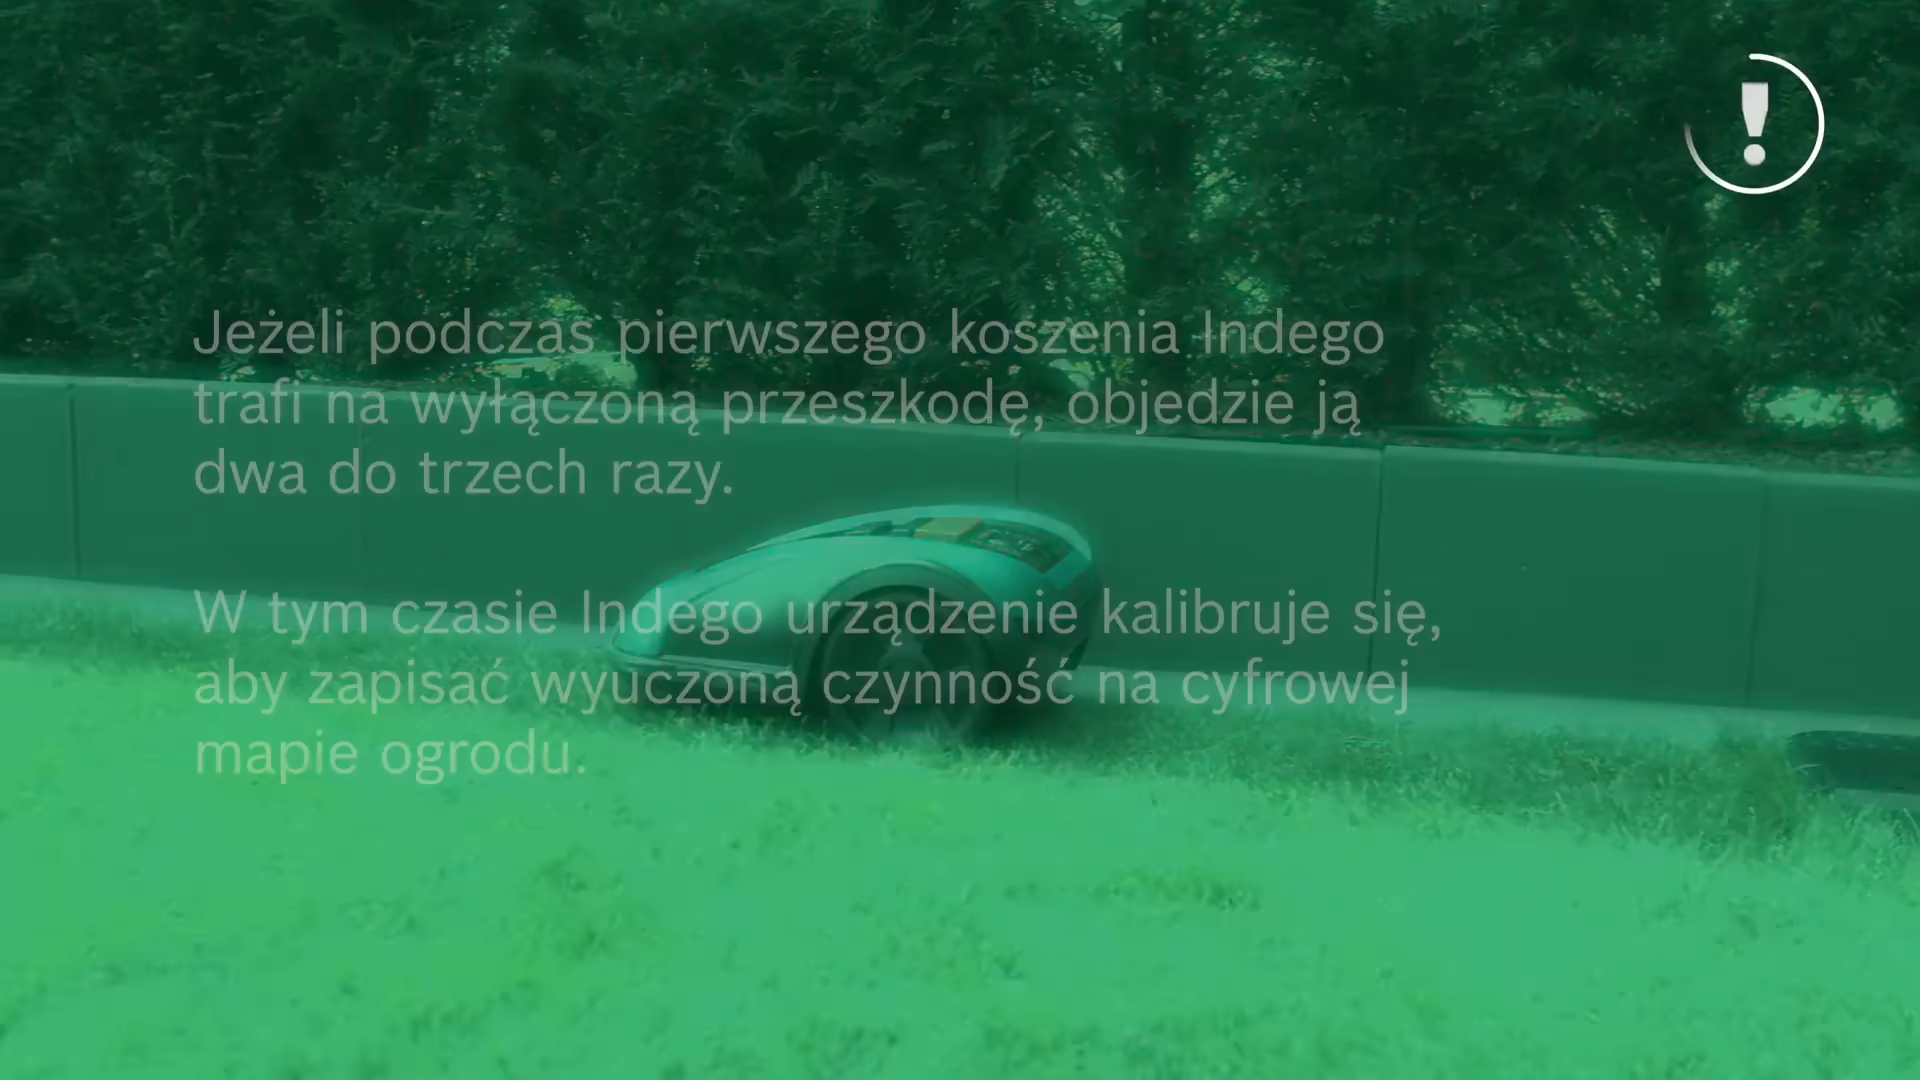 Jeżeli podczas pierwszego koszenia Indego
trafi na wyłączoną przeszkodę, objedzie ją
dwa do trzech razy.
W tym czasie Indego urządzenie kalibruje się,
aby zapisać wyuczoną czynność na cyfrowej
mapie ogrodu.